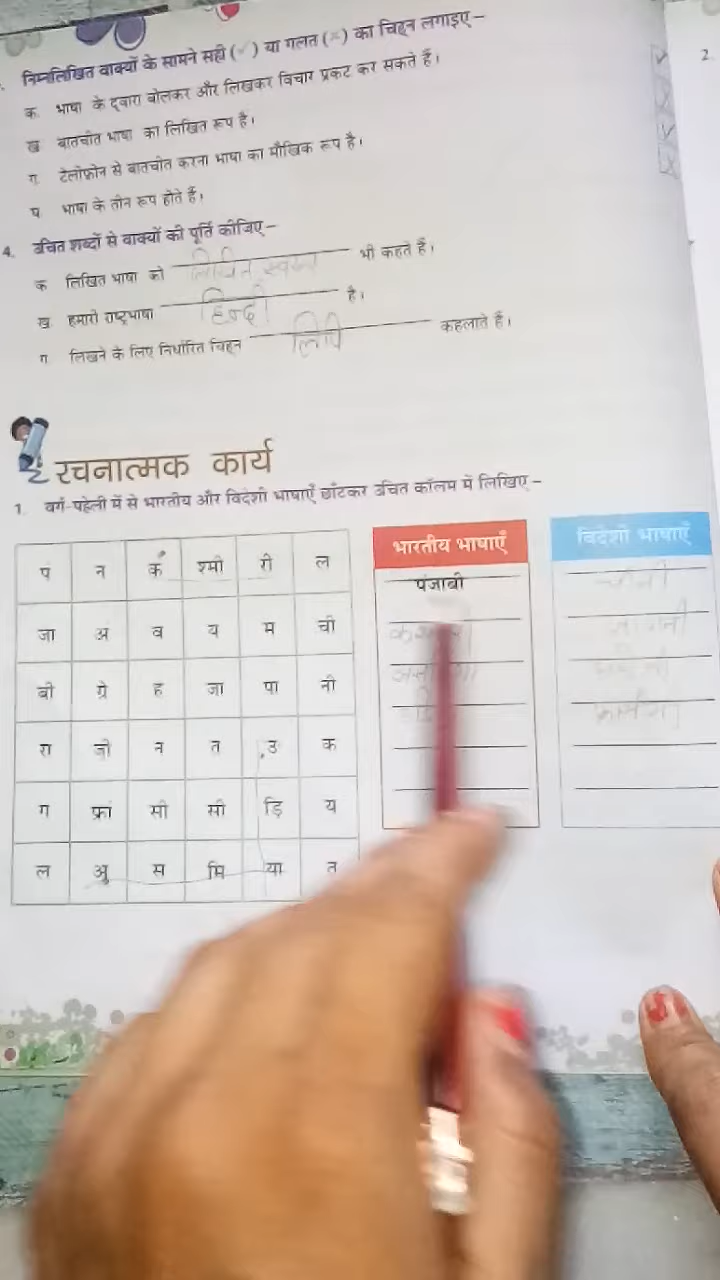 निम्नलिखित वाक्यों के सामने सही (✓) या गलत (×) का चिह्न लगाइए–
क. भाषा के द्वारा बोलकर और लिखकर विचार प्रकट कर सकते हैं।
ख. बातचीत भाषा का लिखित रूप है।
ग. टेलीफ़ोन से बातचीत करना भाषा का मौखिक रूप है।
घ. भाषा के तीन रूप होते हैं।
2.
4. उचित शब्दों से वाक्यों की पूर्ति कीजिए–
क. लिखित भाषा को लिखित भी कहते हैं।
ख. हमारी राष्ट्रभाषा हिन्दी है।
ग. लिखने के लिए निर्धारित चिह्न लिपि कहलाते हैं।
रचनात्मक कार्य
1. वर्ग-पहेली में से भारतीय और विदेशी भाषाएँ छाँटकर उचित कॉलम में लिखिए–
पं न क श्मी री ल
जा अं व य म ची
बी ग्रे ह जा पा नी
रा जी न त उ क
ग फ्रां सी सी ड़ि य
ल अ स मि या त
भारतीय भाषाएँ
पंजाबी
विदेशी भाषाएँ